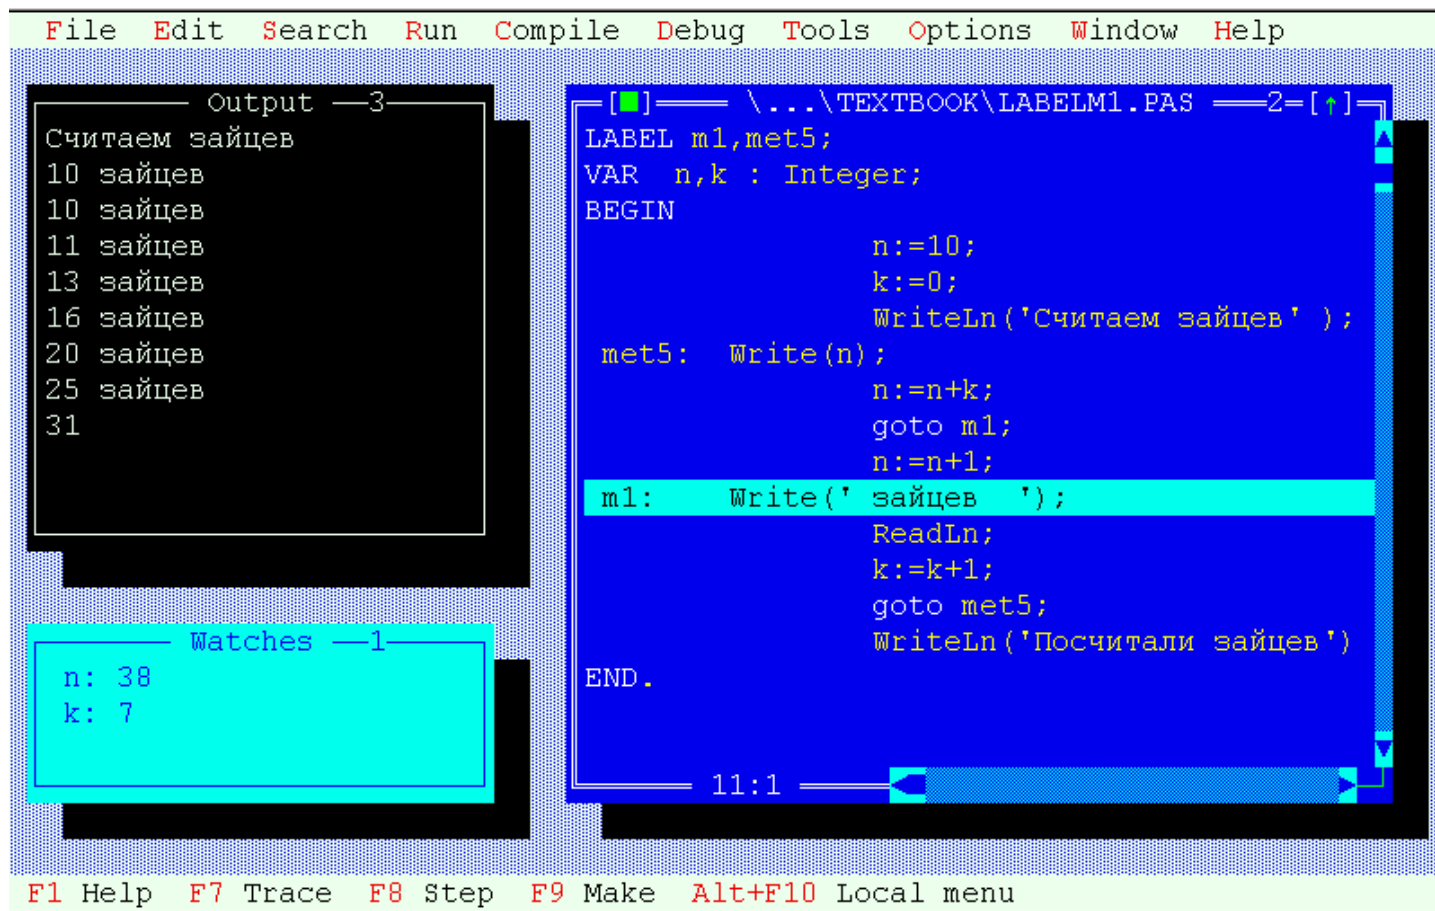 File Edit Search Run Compile Debug Tools Options Window Help
Output 3
Считаем зайцев
10 зайцев
10 зайцев
11 зайцев
13 зайцев
16 зайцев
20 зайцев
25 зайцев
31
Watches 1
n: 38
k: 7
[■] \...\TEXTBOOK\LABELM1.PAS 2=[↑]
LABEL m1,met5;
VAR n,k : Integer;
BEGIN
n:=10;
k:=0;
WriteLn('Считаем зайцев' );
met5: Write(n);
n:=n+k;
goto m1;
n:=n+1;
m1: Write(' зайцев ');
ReadLn;
k:=k+1;
goto met5;
WriteLn('Посчитали зайцев')
END.
11:1
F1 Help F7 Trace F8 Step F9 Make Alt+F10 Local menu